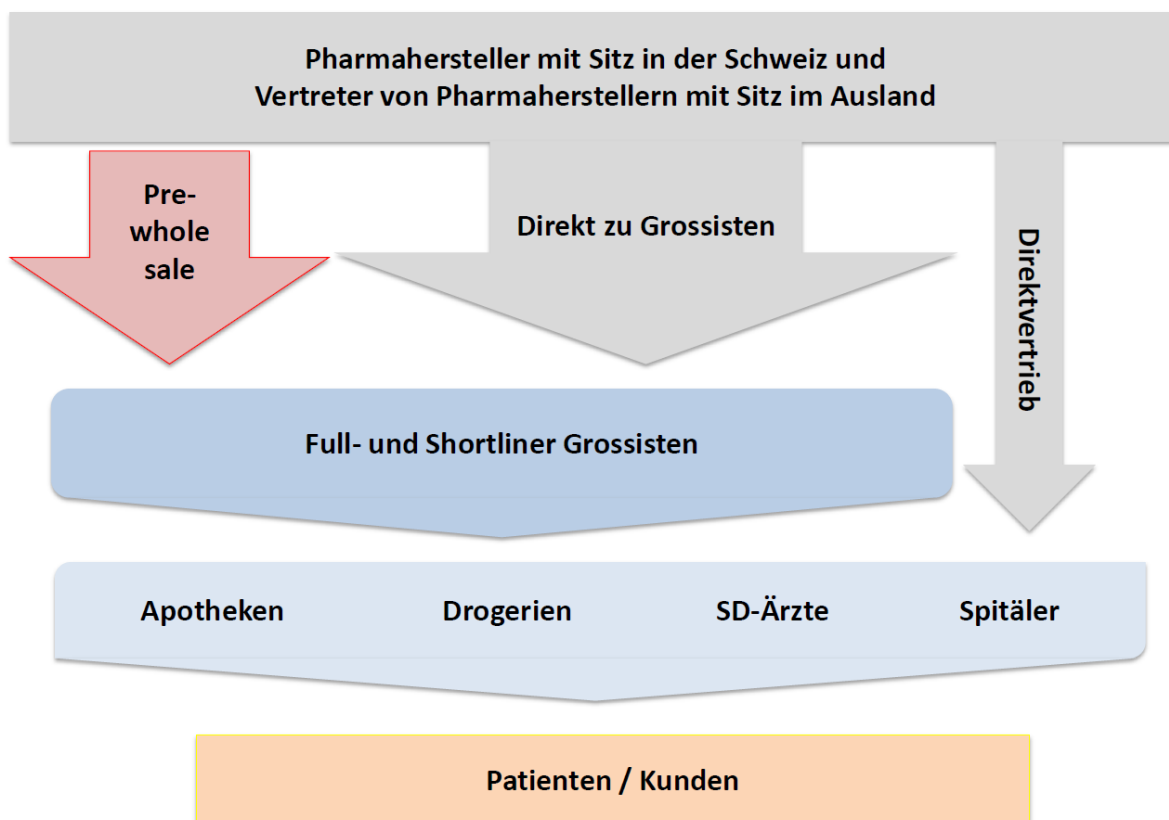 Pharmahersteller mit Sitz in der Schweiz und
Vertreter von Pharmaherstellern mit Sitz im Ausland
Pre-
whole
sale
Direkt zu Grossisten
Direktvertrieb
Full- und Shortliner Grossisten
Apotheken Drogerien SD-Ärzte Spitäler
Patienten / Kunden